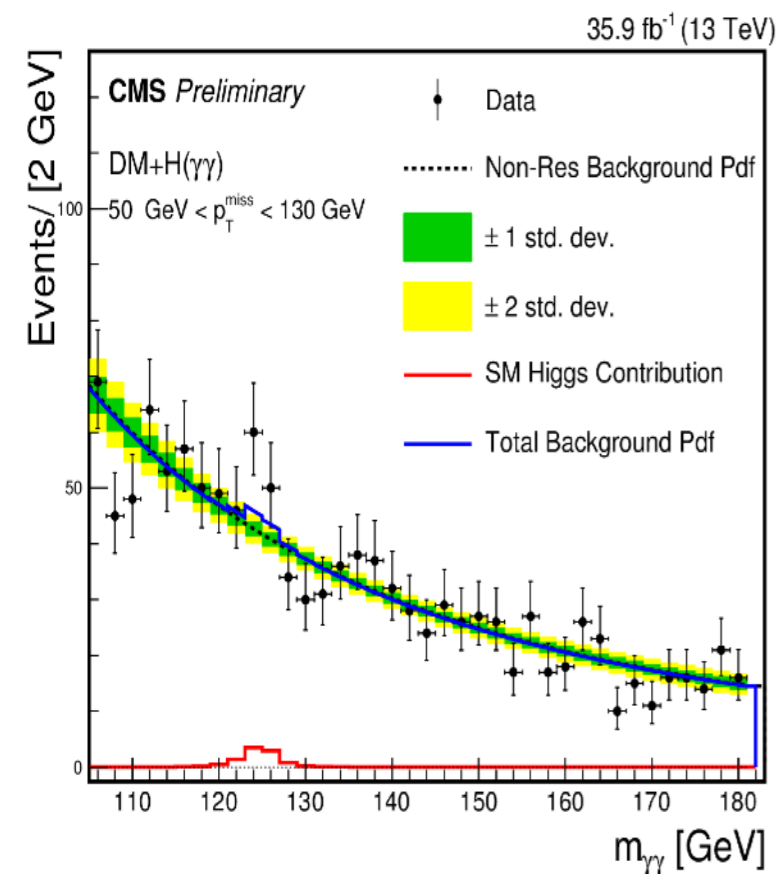 35.9 fb⁻¹ (13 TeV)
Events/ [2 GeV]
CMS Preliminary
DM+H(γγ)
50 GeV < p_T^miss < 130 GeV
Data
Non-Res Background Pdf
± 1 std. dev.
± 2 std. dev.
SM Higgs Contribution
Total Background Pdf
100
50
0
110 120 130 140 150 160 170 180
m_γγ [GeV]